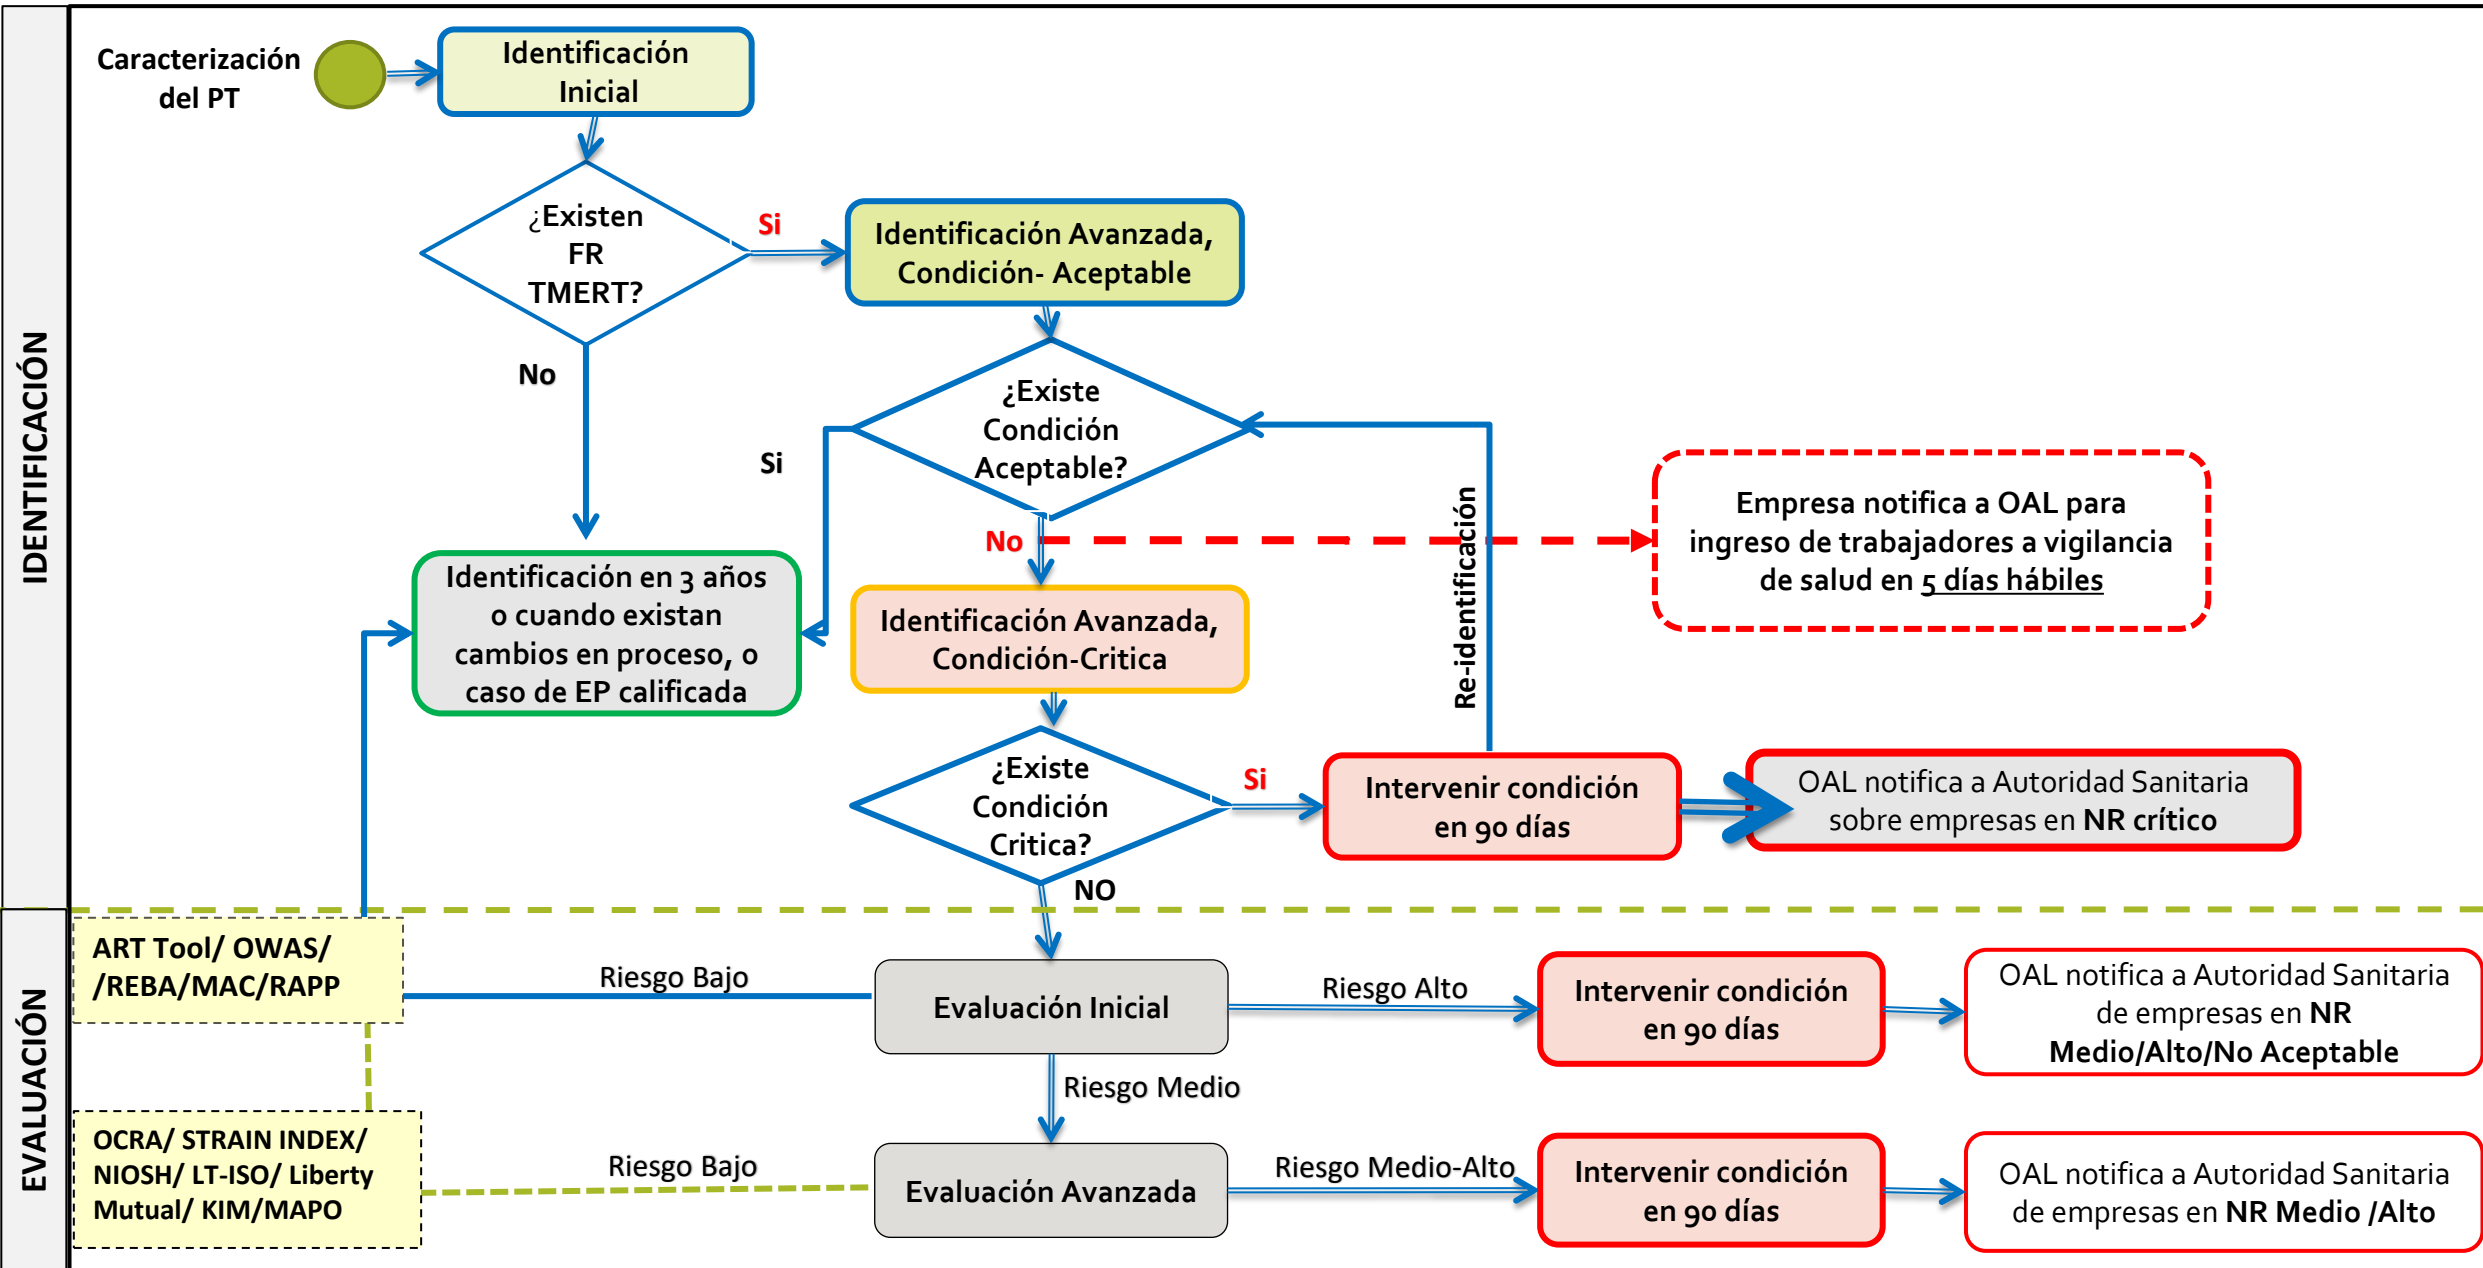 IDENTIFICACIÓN
Caracterización
del PT
Identificación
Inicial
¿Existen
FR
TMERT?
Si
No
Identificación Avanzada,
Condición- Aceptable
¿Existe
Condición
Aceptable?
Si
No
Empresa notifica a OAL para
ingreso de trabajadores a vigilancia
de salud en 5 días hábiles
Re-identificación
Identificación en 3 años
o cuando existan
cambios en proceso, o
caso de EP calificada
Identificación Avanzada,
Condición-Critica
¿Existe
Condición
Critica?
Si
NO
Intervenir condición
en 90 días
OAL notifica a Autoridad Sanitaria
sobre empresas en NR crítico
EVALUACIÓN
ART Tool/ OWAS/
/REBA/MAC/RAPP
Riesgo Bajo
Evaluación Inicial
Riesgo Alto
Intervenir condición
en 90 días
OAL notifica a Autoridad Sanitaria
de empresas en NR
Medio/Alto/No Aceptable
Riesgo Medio
OCRA/ STRAIN INDEX/
NIOSH/ LT-ISO/ Liberty
Mutual/ KIM/MAPO
Riesgo Bajo
Evaluación Avanzada
Riesgo Medio-Alto
Intervenir condición
en 90 días
OAL notifica a Autoridad Sanitaria
de empresas en NR Medio /Alto